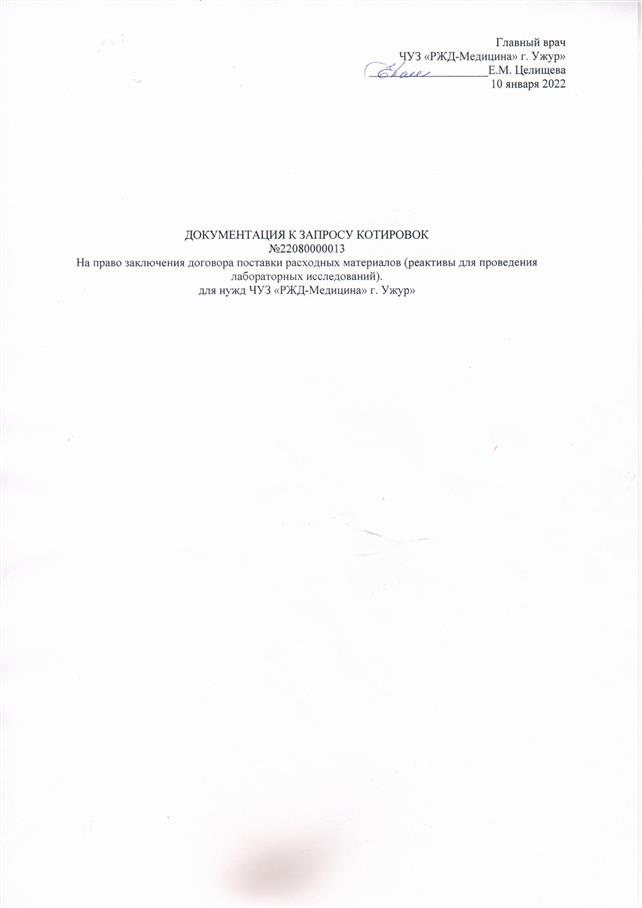 Главный врач
ЧУЗ «РЖД-Медицина» г. Ужур»
___________________Е.М. Целищева
10 января 2022
ДОКУМЕНТАЦИЯ К ЗАПРОСУ КОТИРОВОК
№22080000013
На право заключения договора поставки расходных материалов (реактивы для проведения
лабораторных исследований).
для нужд ЧУЗ «РЖД-Медицина» г. Ужур»